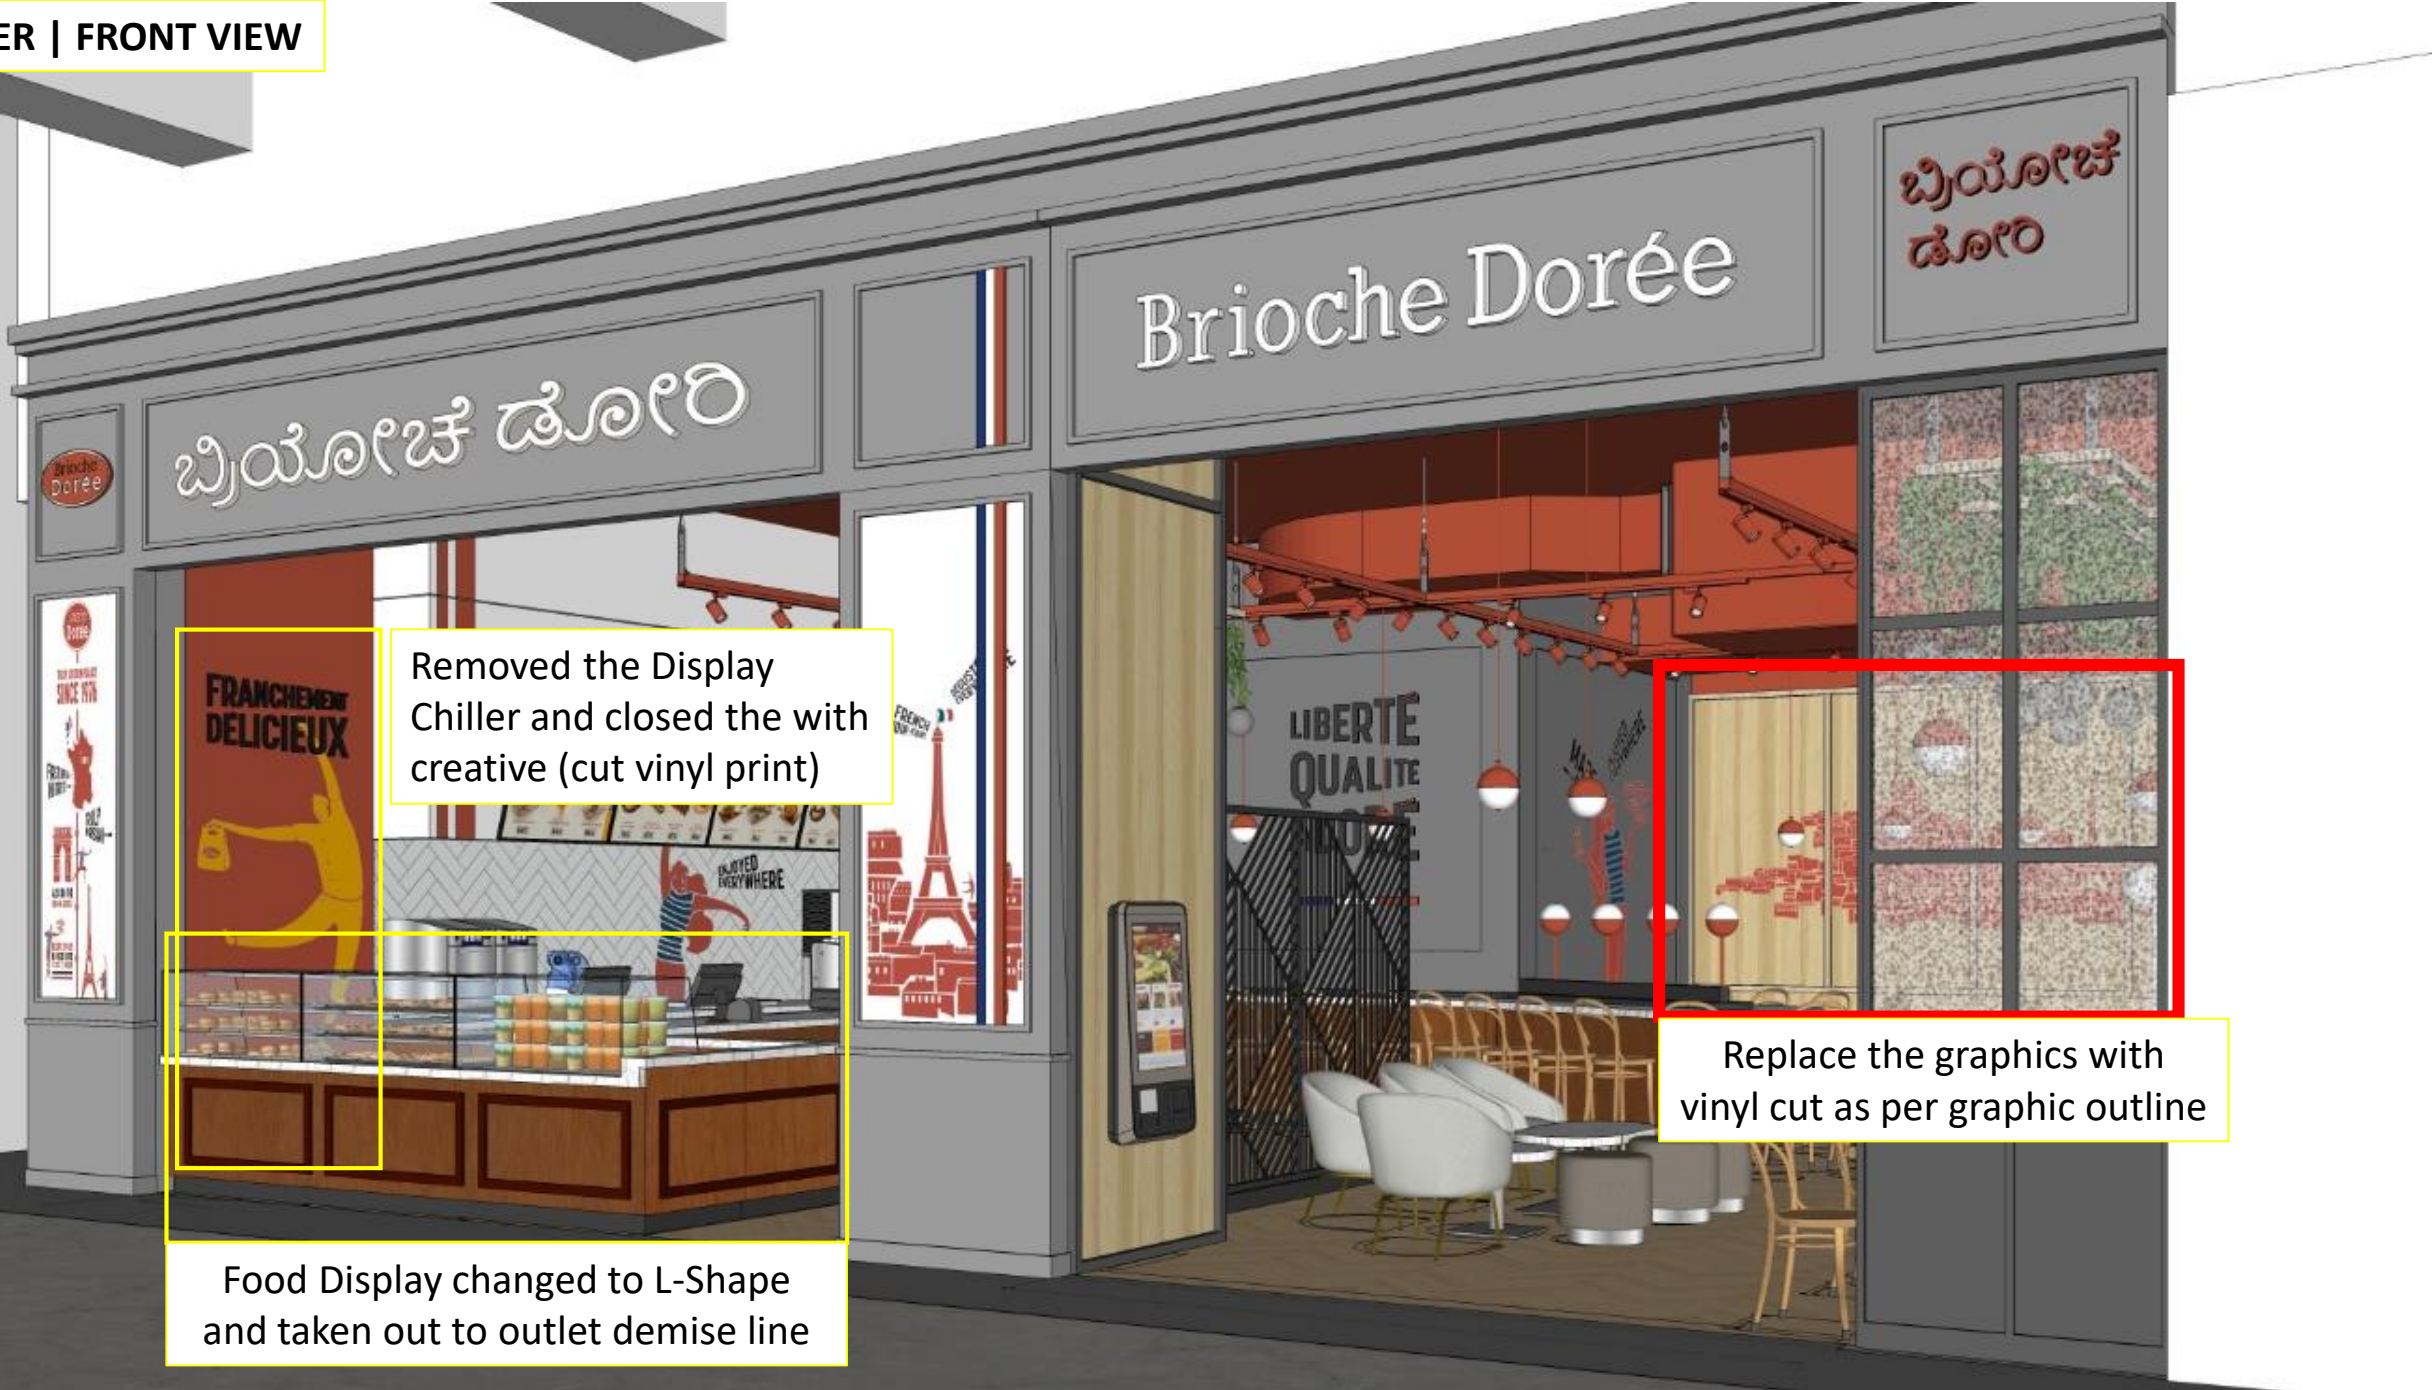 ER | FRONT VIEW
ಬ್ರಿಯೋಚೆ
ಡೋರಿ
Brioche Dorée
ಬ್ರಿಯೋಚೆ ಡೋರಿ
Brioche
Dorée
Dorée
SINCE 1976
FRANCHEMENT
DELICIEUX
Removed the Display
Chiller and closed the with
creative (cut vinyl print)
FRENCH
LIBERTE
QUALITE
ENJOYED
EVERYWHERE
Replace the graphics with
vinyl cut as per graphic outline
Food Display changed to L-Shape
and taken out to outlet demise line